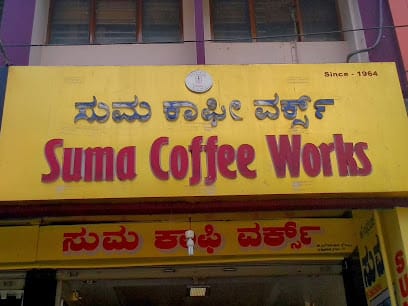 Since - 1964
ಸುಮ ಕಾಫೀ ವರ್ಕ್ಸ್
Suma Coffee Works
ಸುಮ ಕಾಫಿ ವರ್ಕ್ಸ್